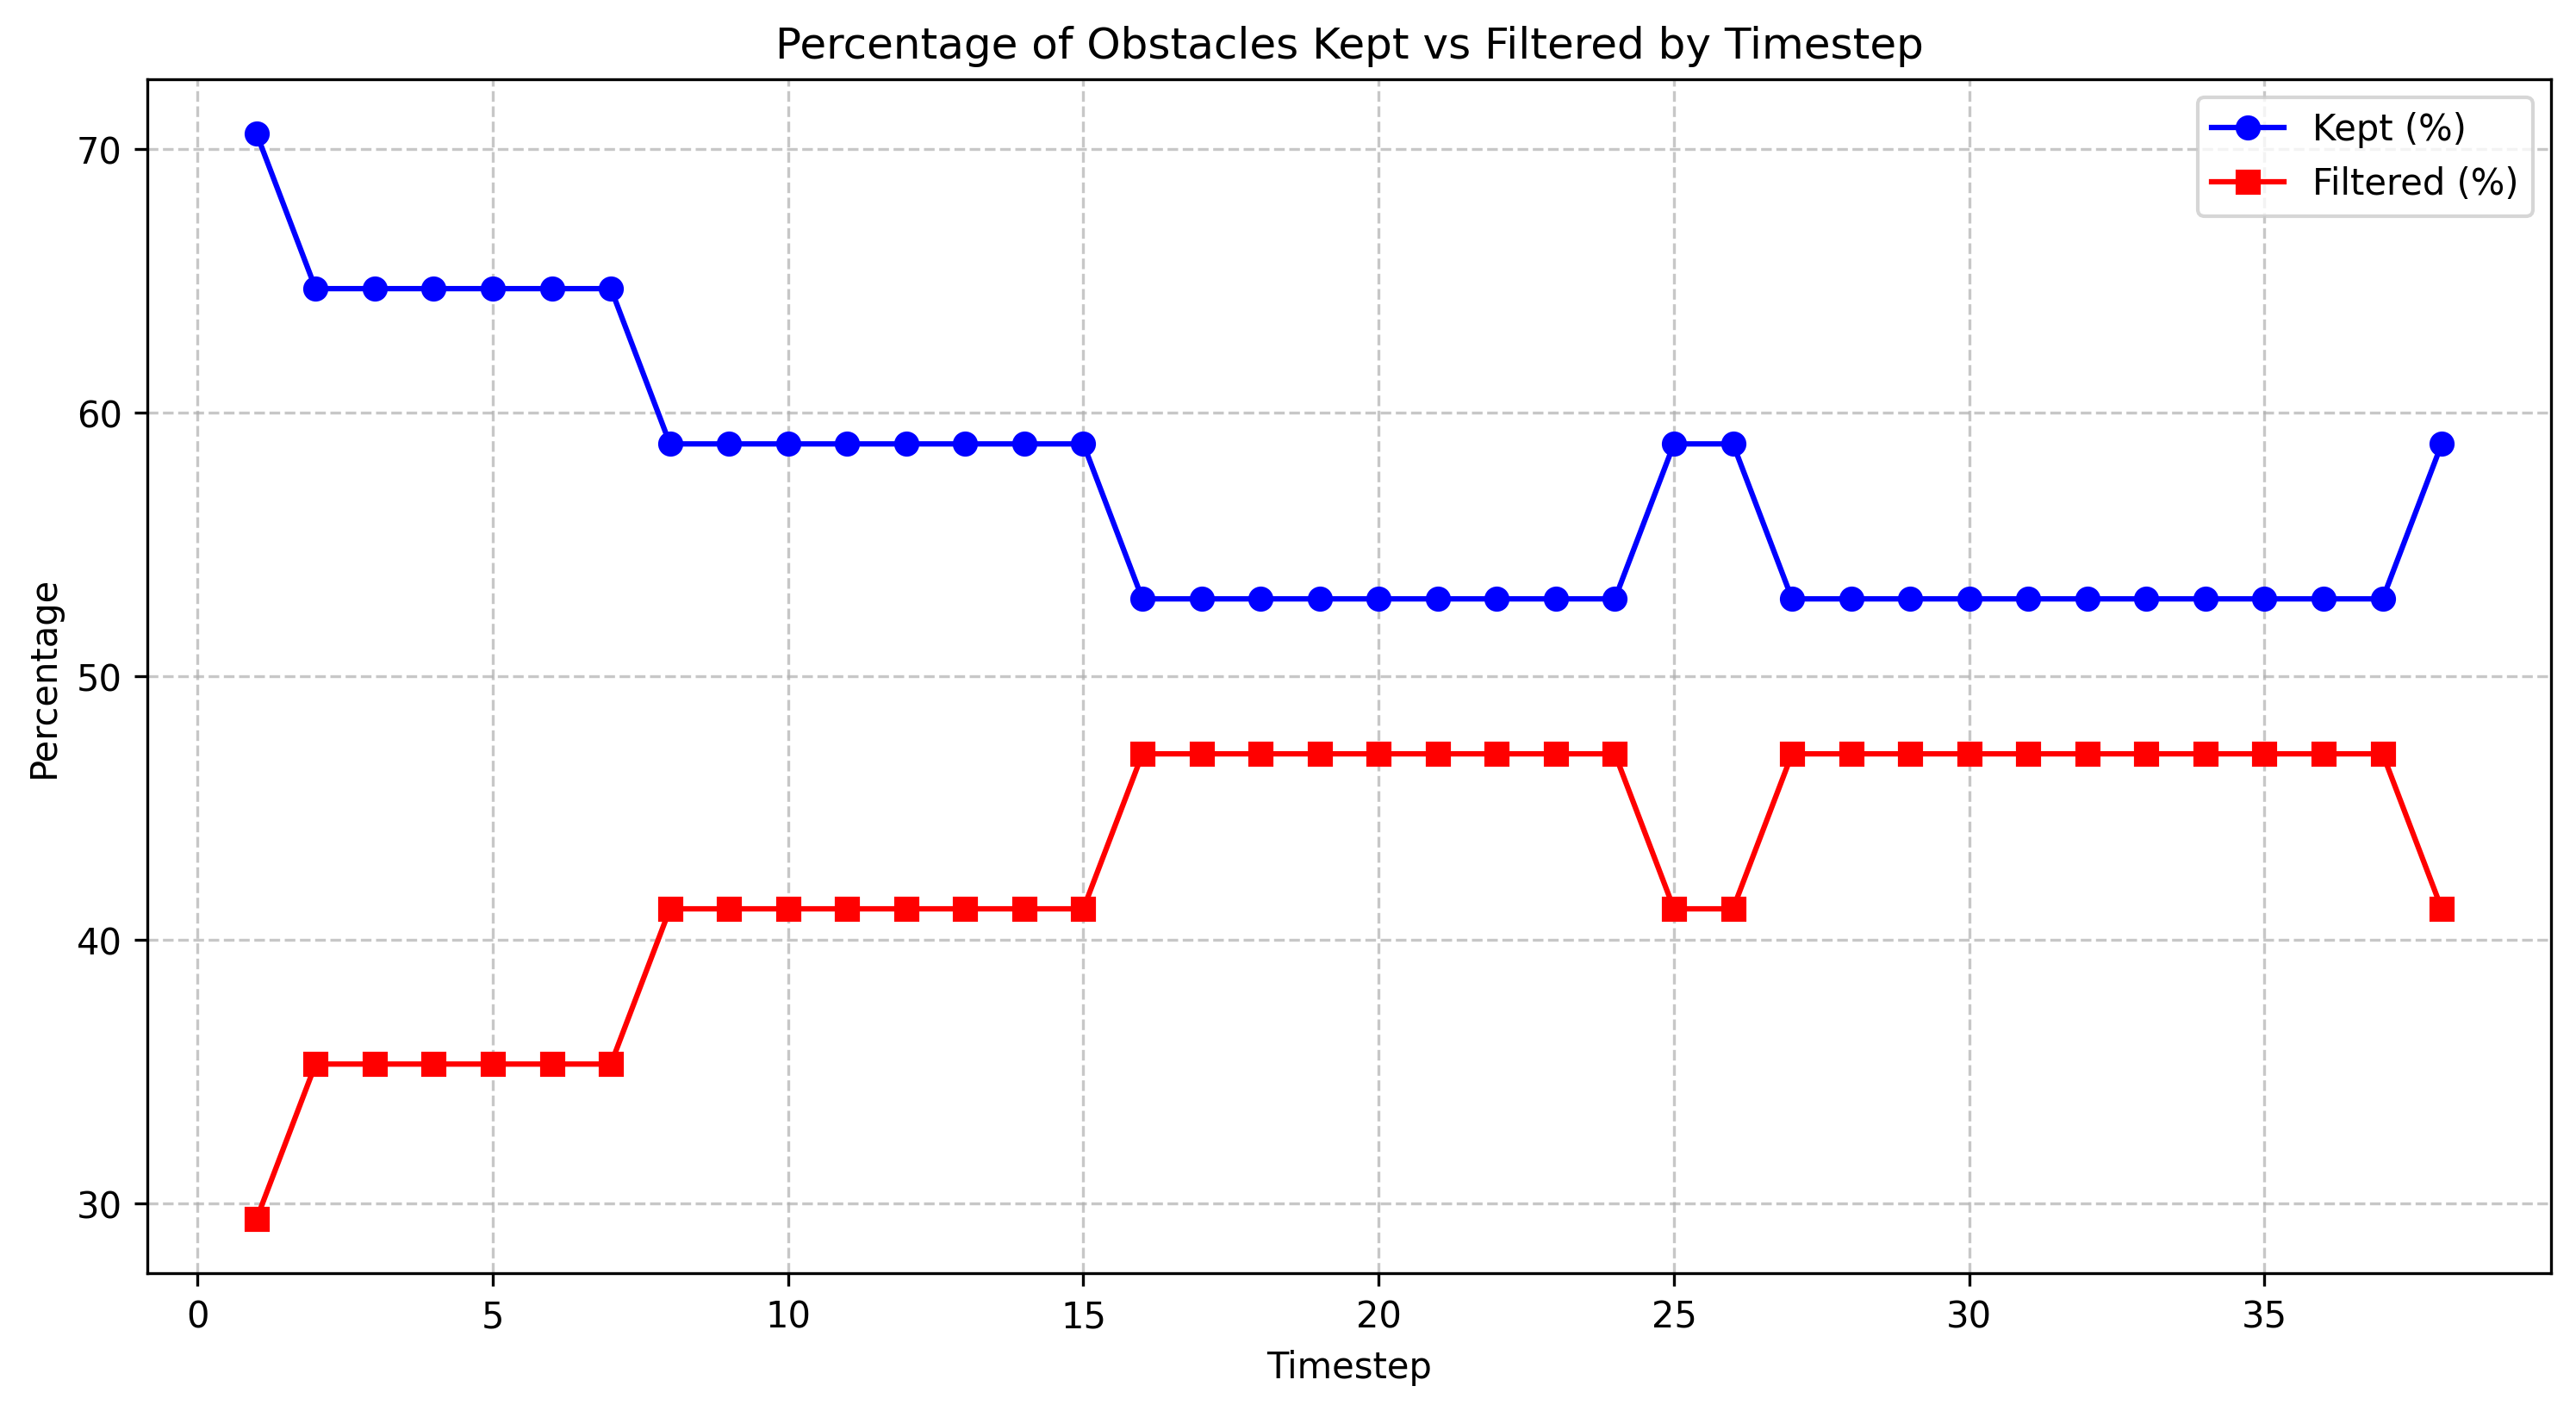 Percentage of Obstacles Kept vs Filtered by Timestep
Kept (%)
Filtered (%)
70
60
50
40
30
Percentage
0 5 10 15 20 25 30 35
Timestep